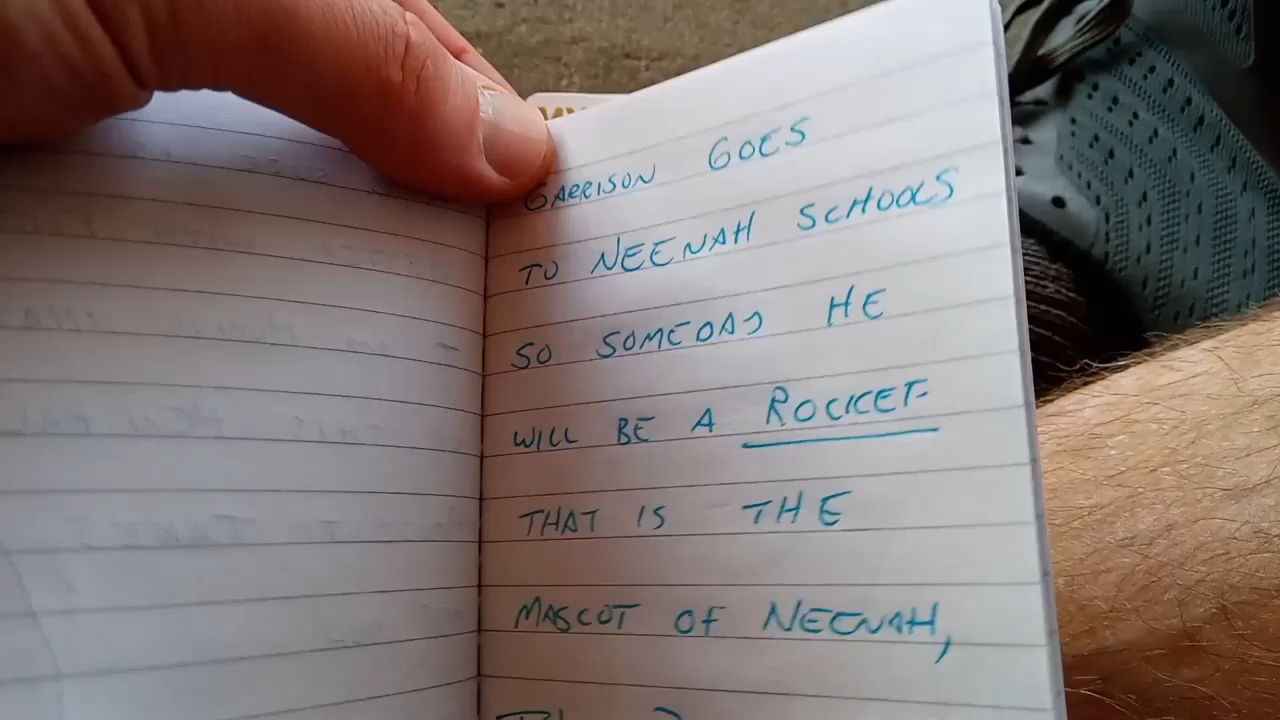 GARRISON GOES
TO NEENAH SCHOOLS
SO SOMEDAY HE
WILL BE A ROCKET-
THAT IS THE
MASCOT OF NEENAH,